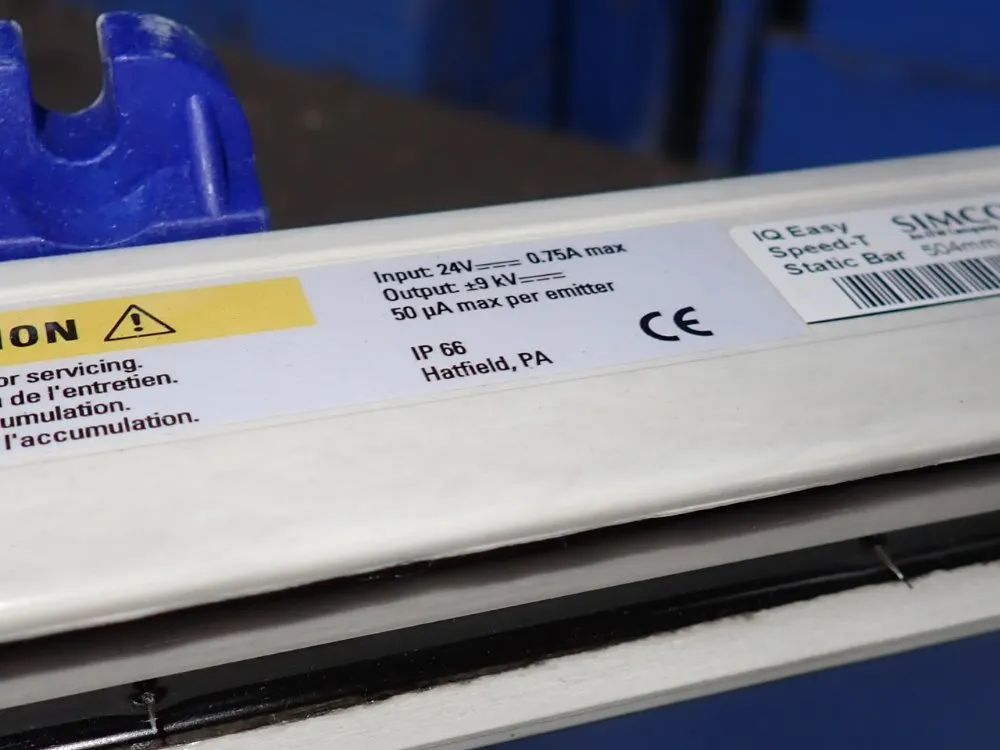 ION
or servicing.
de l'entretien.
umulation.
l'accumulation.
Input: 24V 0.75A max
Output: ±9 kV
50 µA max per emitter
IP 66
Hatfield, PA
CE
IQ Easy
Speed-T
Static Bar
SIMCO
504mm